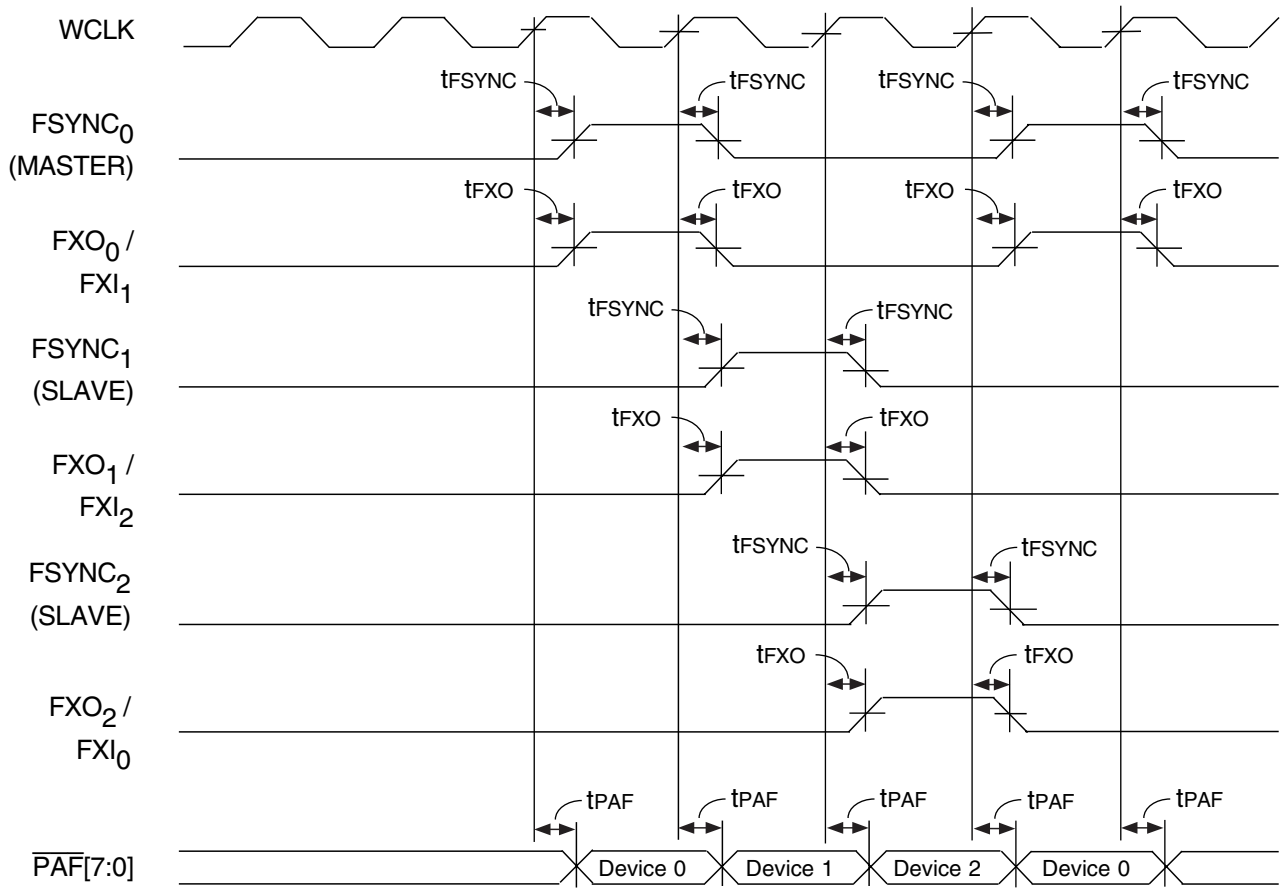 WCLK
tFSYNC tFSYNC tFSYNC tFSYNC
FSYNC0
(MASTER)
tFXO tFXO tFXO tFXO
FXO0 /
FXI1
tFSYNC tFSYNC
FSYNC1
(SLAVE)
tFXO tFXO
FXO1 /
FXI2
tFSYNC tFSYNC
FSYNC2
(SLAVE)
tFXO tFXO
FXO2 /
FXI0
tPAF tPAF tPAF tPAF tPAF
PAF[7:0] Device 0 Device 1 Device 2 Device 0